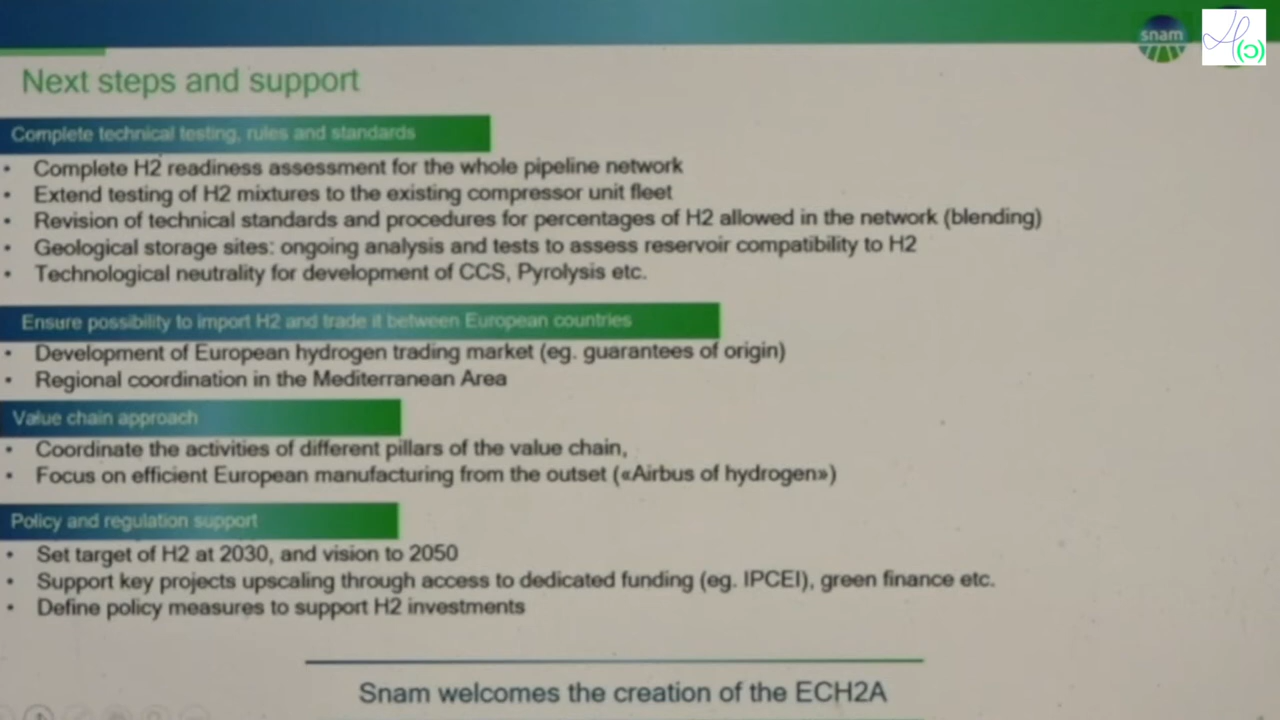 snam
Next steps and support
Complete technical testing, rules and standards
• Complete H2 readiness assessment for the whole pipeline network
• Extend testing of H2 mixtures to the existing compressor unit fleet
• Revision of technical standards and procedures for percentages of H2 allowed in the network (blending)
• Geological storage sites: ongoing analysis and tests to assess reservoir compatibility to H2
• Technological neutrality for development of CCS, Pyrolysis etc.
Ensure possibility to import H2 and trade it between European countries
• Development of European hydrogen trading market (eg. guarantees of origin)
• Regional coordination in the Mediterranean Area
Value chain approach
• Coordinate the activities of different pillars of the value chain,
• Focus on efficient European manufacturing from the outset («Airbus of hydrogen»)
Policy and regulation support
• Set target of H2 at 2030, and vision to 2050
• Support key projects upscaling through access to dedicated funding (eg. IPCEI), green finance etc.
• Define policy measures to support H2 investments
Snam welcomes the creation of the ECH2A